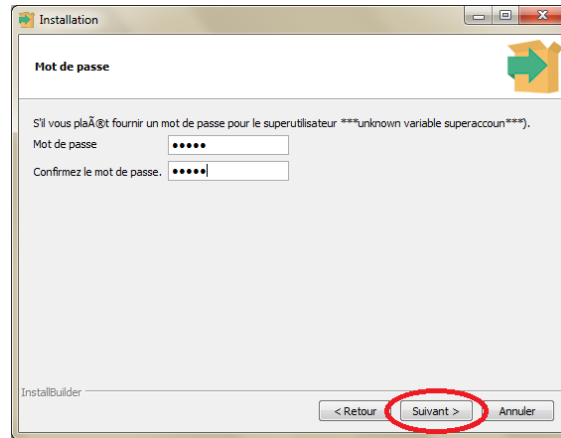 Installation
Mot de passe
S'il vous plaÃ®t fournir un mot de passe pour le superutilisateur ***unknown variable superaccoun***).
Mot de passe
Confirmez le mot de passe.
InstallBuilder
< Retour
Suivant >
Annuler